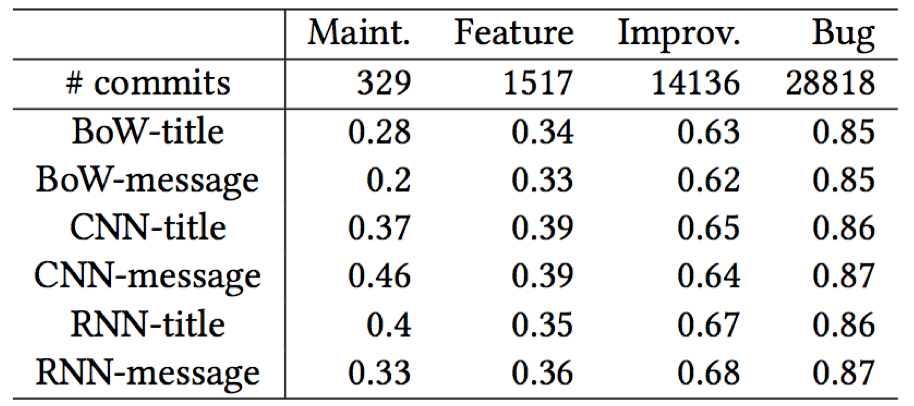 Maint. Feature Improv. Bug
# commits 329 1517 14136 28818
BoW-title 0.28 0.34 0.63 0.85
BoW-message 0.2 0.33 0.62 0.85
CNN-title 0.37 0.39 0.65 0.86
CNN-message 0.46 0.39 0.64 0.87
RNN-title 0.4 0.35 0.67 0.86
RNN-message 0.33 0.36 0.68 0.87